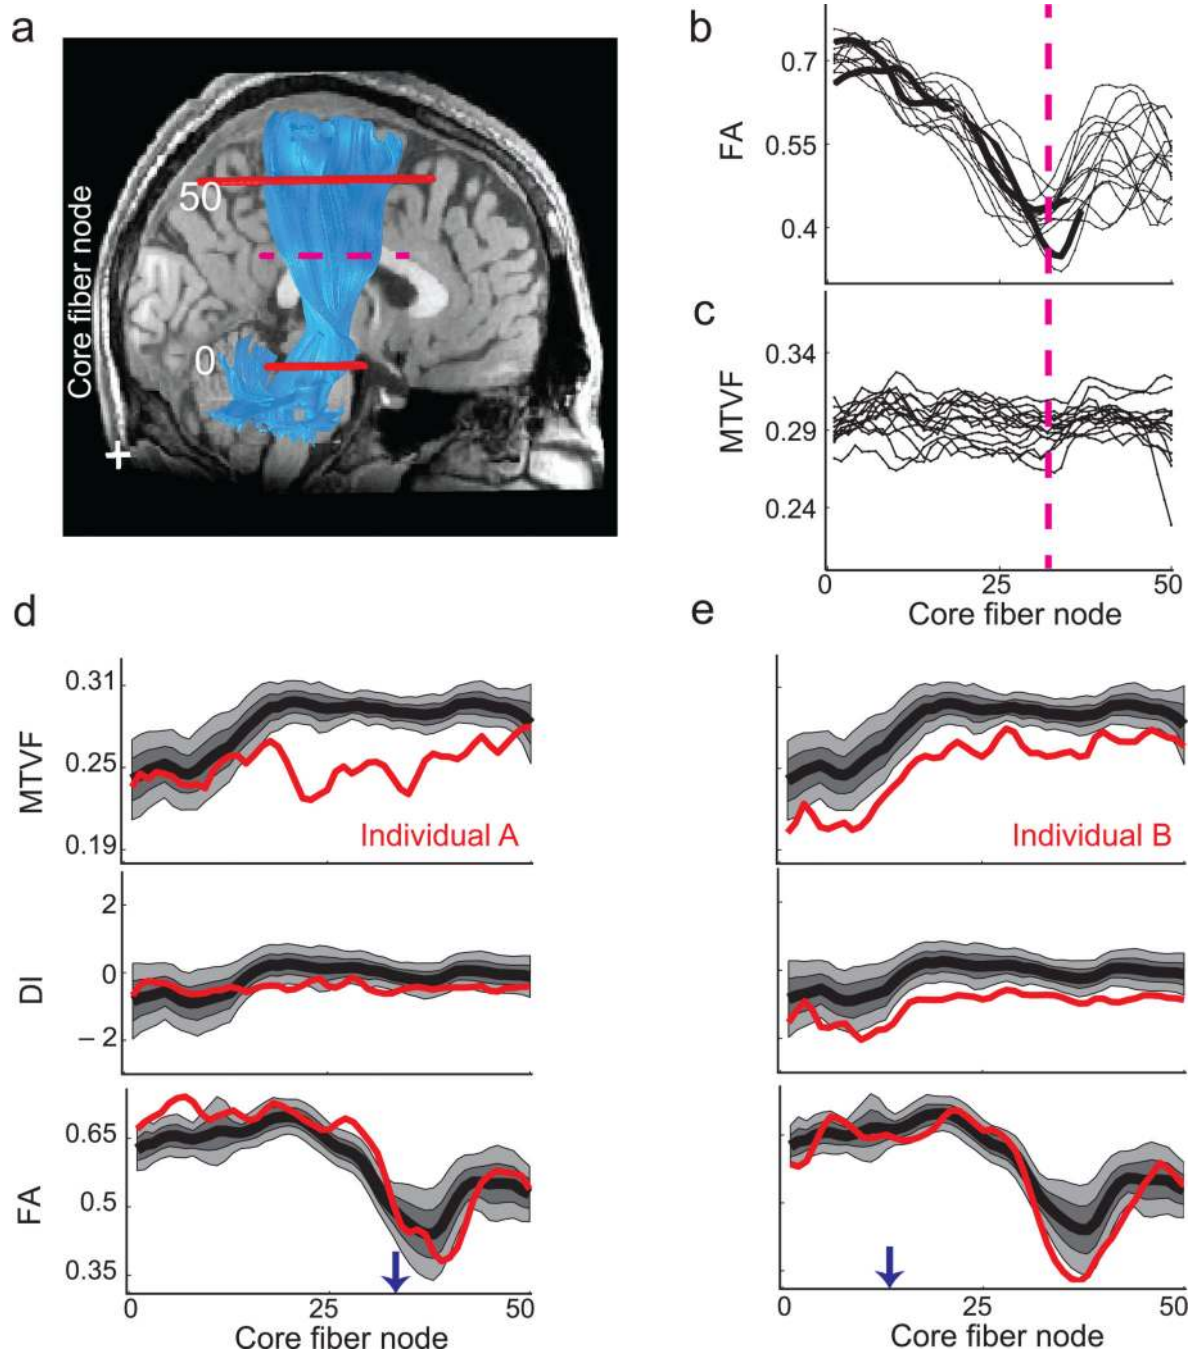 a
Core fiber node
50
0
b
FA
0.7
0.55
0.4
c
MTVF
0.34
0.29
0.24
0
25
50
Core fiber node
d
MTVF
0.31
0.25
0.19
Individual A
DI
2
0
– 2
FA
0.65
0.5
0.35
0
25
50
Core fiber node
e
Individual B
0
25
50
Core fiber node